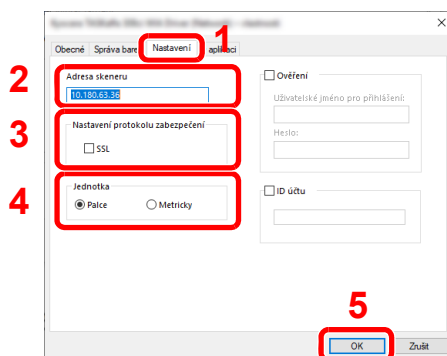 1
Obecné Správa bare Nastavení aplikaci
2
Adresa skeneru
10.180.63.36
Ověření
Uživatelské jméno pro přihlášení:
Heslo:
3
Nastavení protokolu zabezpečení
SSL
4
Jednotka
Palce Metricky
ID účtu
5
OK Zrušit